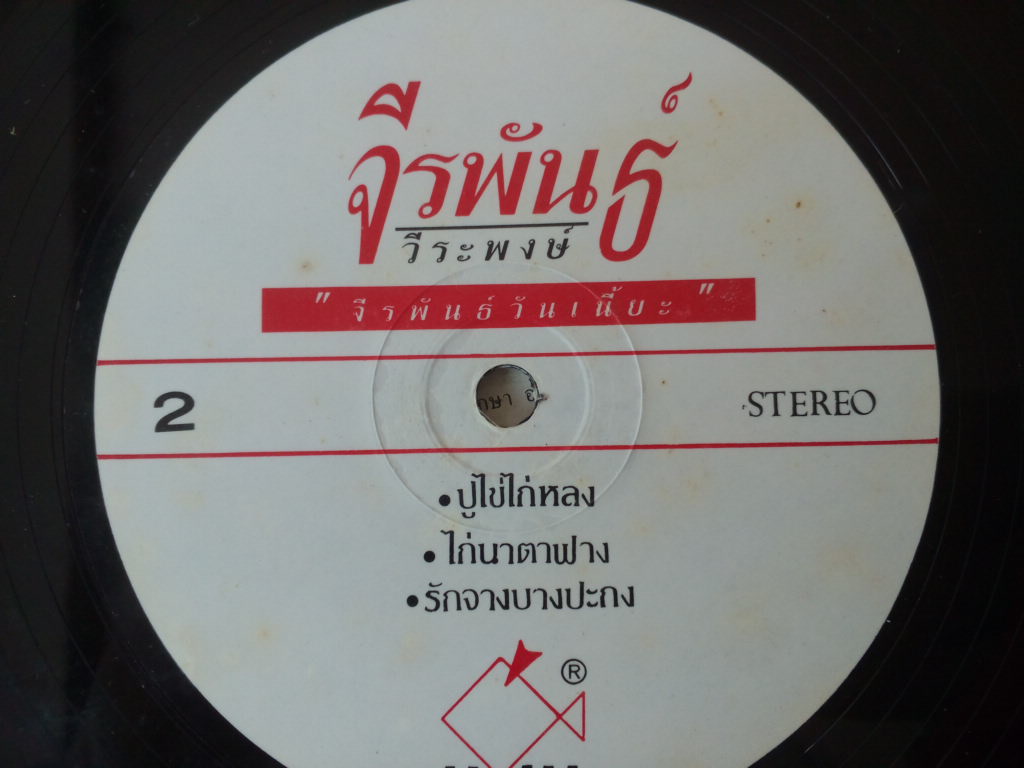 จีรพันธ์
วีระพงษ์
"จีรพันธ์วันเนี้ยะ"
2
STEREO
• ปูไข่ไก่หลง
• ไก่นาตาฟาง
• รักจางบางปะกง
®